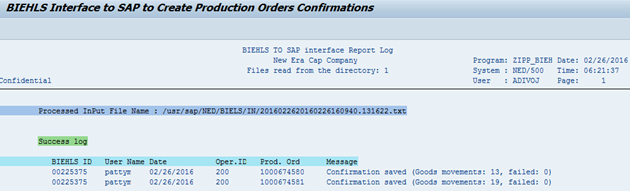 BIEHLS Interface to SAP to Create Production Orders Confirmations
BIEHLS TO SAP interface Report Log
New Era Cap Company Program: ZIPP_BIEH Date: 02/26/2016
Files read from the directory: 1 System : NED/500 Time: 06:21:37
Confidential User : ADIVOJ Page: 1
Processed InPut File Name : /usr/sap/NED/BIELS/IN/2016022620160226160940.131622.txt
Success log
BIEHLS ID User Name Date Oper.ID Prod. Ord Message
00225375 pattym 02/26/2016 200 1000674580 Confirmation saved (Goods movements: 13, failed: 0)
00225375 pattym 02/26/2016 200 1000674581 Confirmation saved (Goods movements: 19, failed: 0)